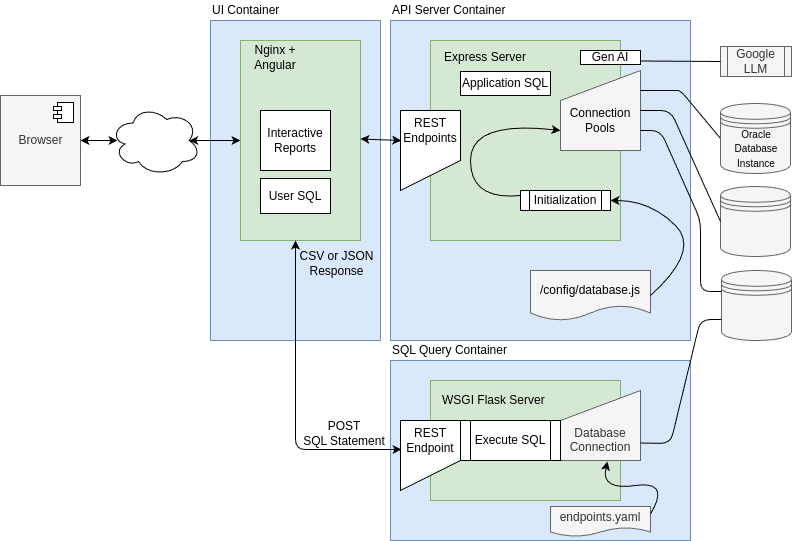 UI Container
API Server Container
Nginx +
Angular
Express Server
Gen AI
Google
LLM
Application SQL
Browser
Interactive
Reports
REST
Endpoints
Connection
Pools
Oracle
Database
Instance
User SQL
Initialization
CSV or JSON
Response
/config/database.js
SQL Query Container
WSGI Flask Server
POST
SQL Statement
REST
Endpoint
Execute SQL
Database
Connection
endpoints.yaml